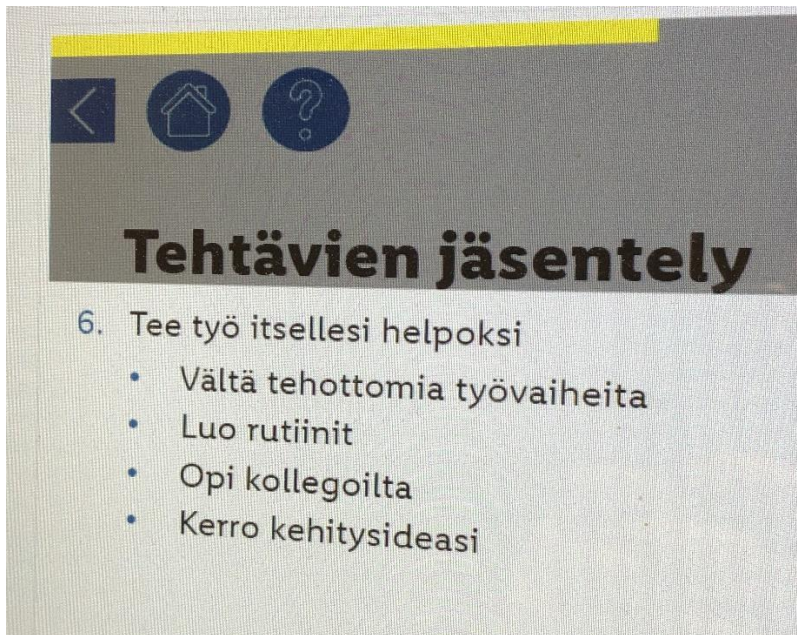 Tehtävien jäsentely
6. Tee työ itsellesi helpoksi
• Vältä tehottomia työvaiheita
• Luo rutiinit
• Opi kollegoilta
• Kerro kehitysideasi